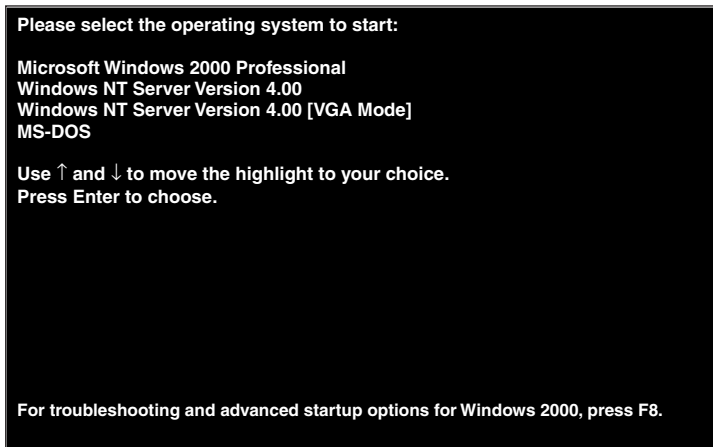 Please select the operating system to start:
Microsoft Windows 2000 Professional
Windows NT Server Version 4.00
Windows NT Server Version 4.00 [VGA Mode]
MS-DOS
Use ↑ and ↓ to move the highlight to your choice.
Press Enter to choose.
For troubleshooting and advanced startup options for Windows 2000, press F8.